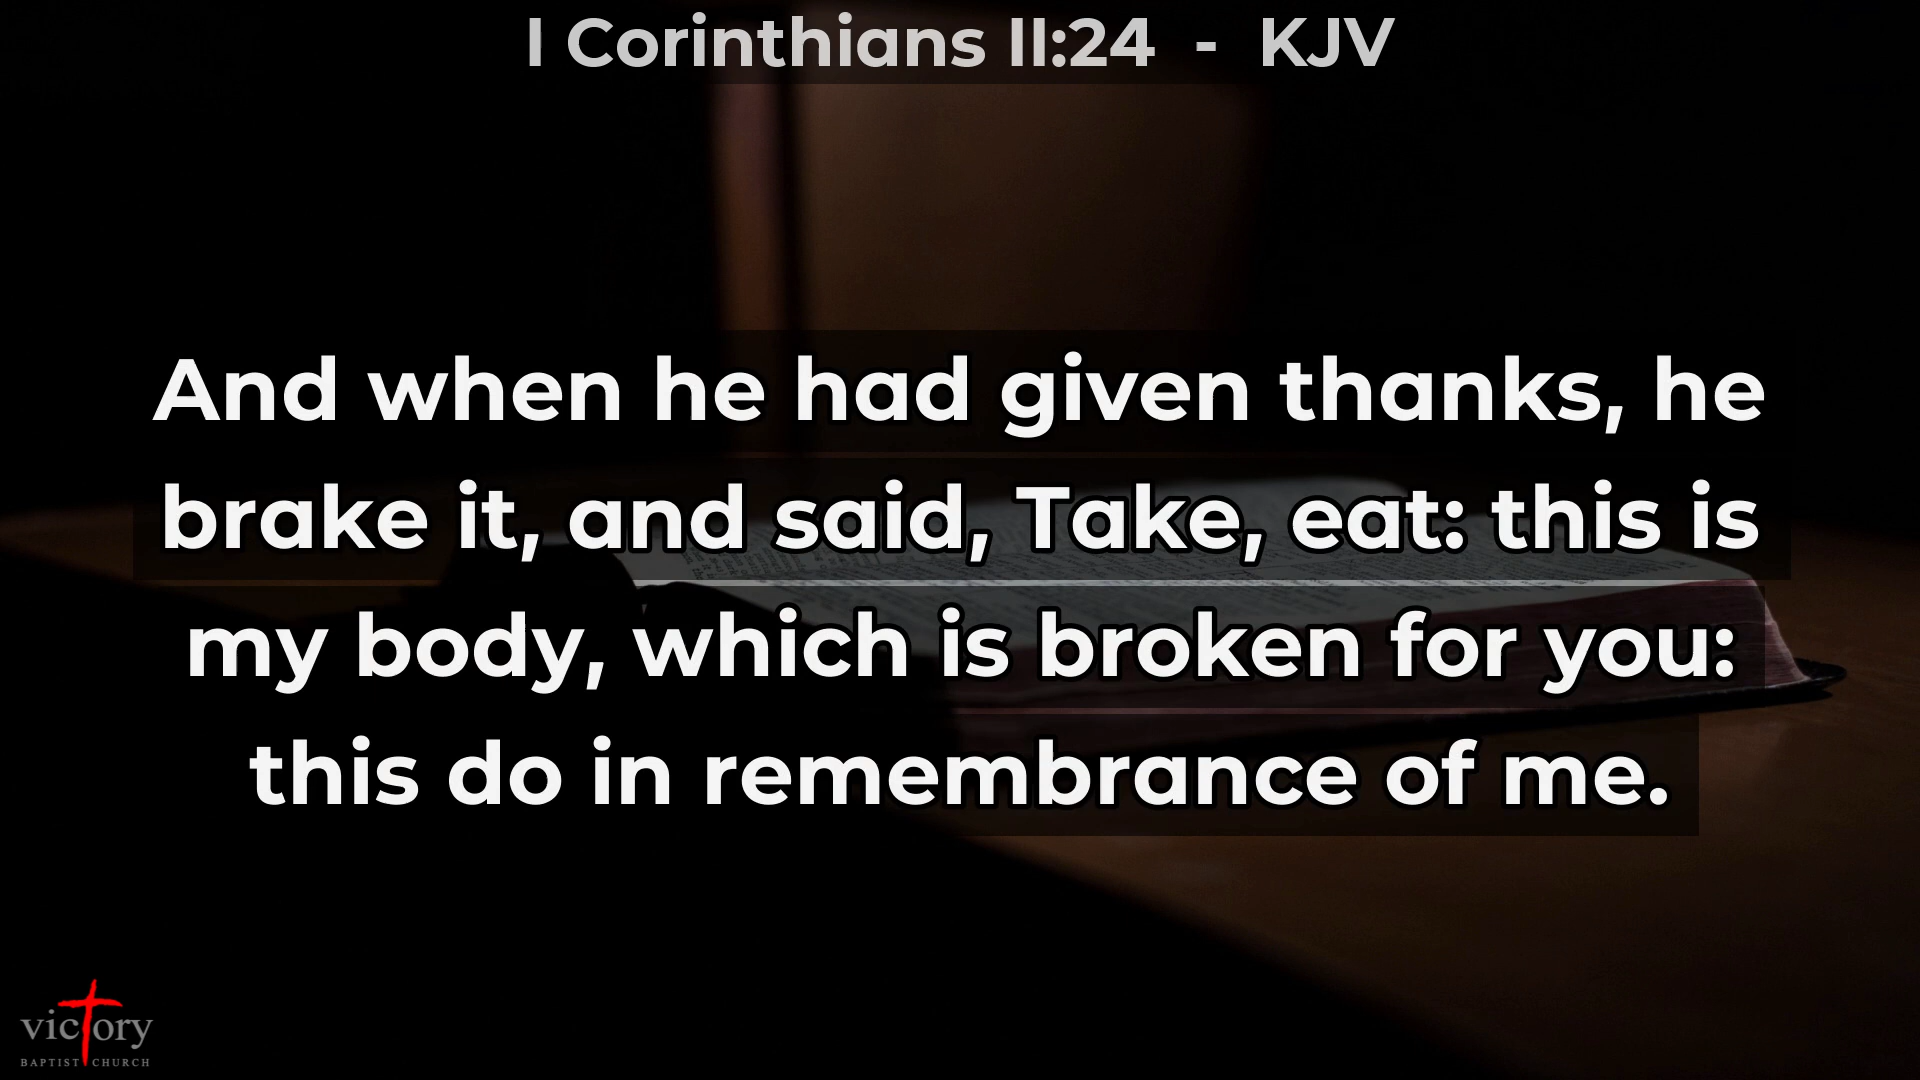 I Corinthians II:24 - KJV
And when he had given thanks, he
brake it, and said, Take, eat: this is
my body, which is broken for you:
this do in remembrance of me.
victory
BAPTIST CHURCH